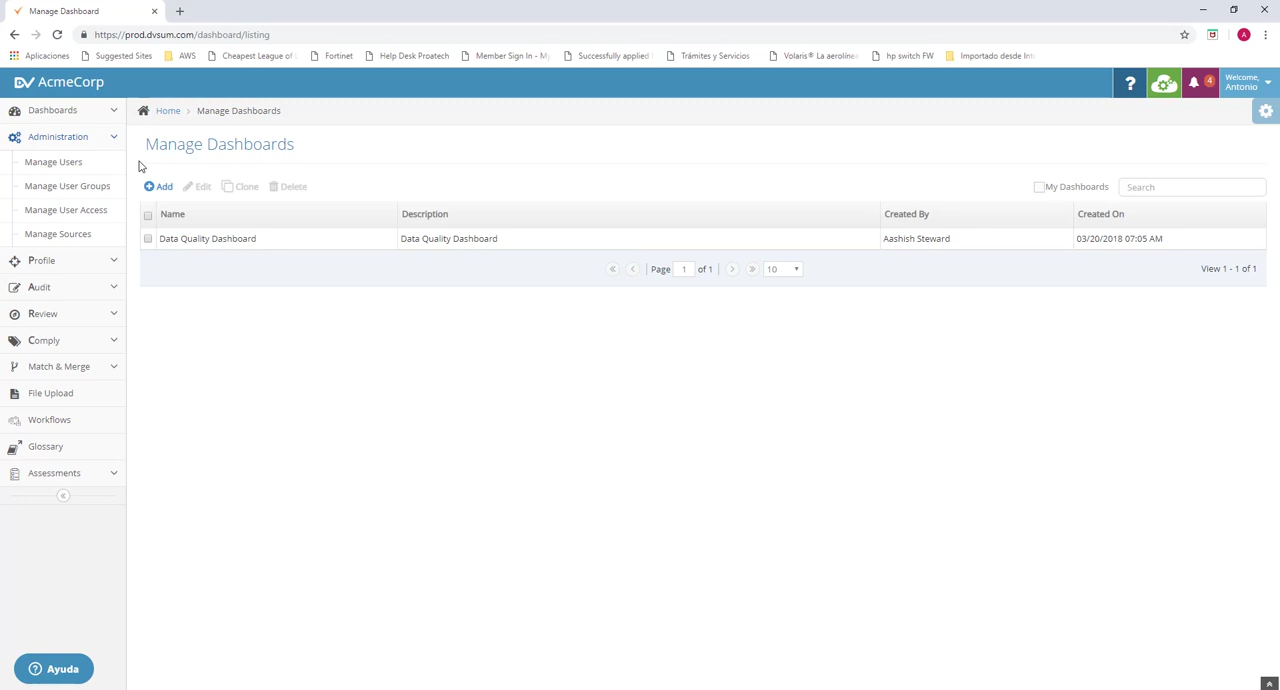 Manage Dashboard
https://prod.dvsum.com/dashboard/listing
A
Aplicaciones Suggested Sites AWS Cheapest League of Fortinet Help Desk Proatech Member Sign In - My Successfully applied Trámites y Servicios Volaris® La aerolíne hp switch FW Importado desde Int
DV AcmeCorp
? 4 Welcome, Antonio
Dashboards
Home > Manage Dashboards
Administration
Manage Dashboards
Manage Users
Manage User Groups
Add Edit Clone Delete My Dashboards Search
Manage User Access
Name Description Created By Created On
Manage Sources
Data Quality Dashboard Data Quality Dashboard Aashish Steward 03/20/2018 07:05 AM
Profile
Page 1 of 1 10 View 1 - 1 of 1
Audit
Review
Comply
Match & Merge
File Upload
Workflows
Glossary
Assessments
Ayuda